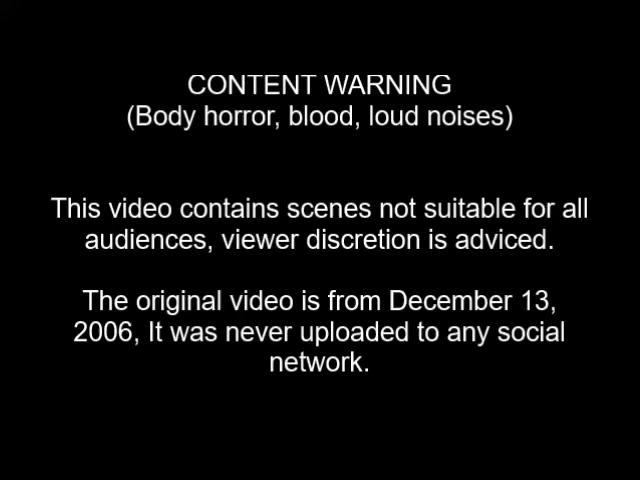 CONTENT WARNING
(Body horror, blood, loud noises)
This video contains scenes not suitable for all
audiences, viewer discretion is adviced.
The original video is from December 13,
2006, It was never uploaded to any social
network.